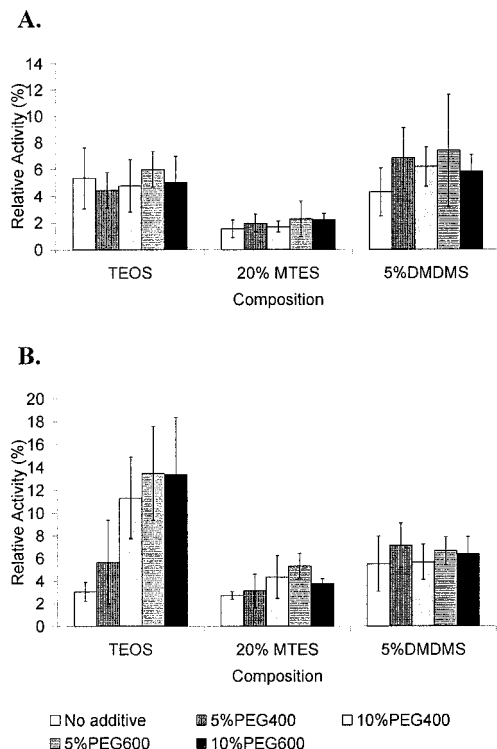 A.
Relative Activity (%)
14
12
10
8
6
4
2
0
TEOS 20% MTES 5%DMDMS
Composition
B.
Relative Activity (%)
20
18
16
14
12
10
8
6
4
2
0
TEOS 20% MTES 5%DMDMS
Composition
No additive 5%PEG400 10%PEG400
5%PEG600 10%PEG600